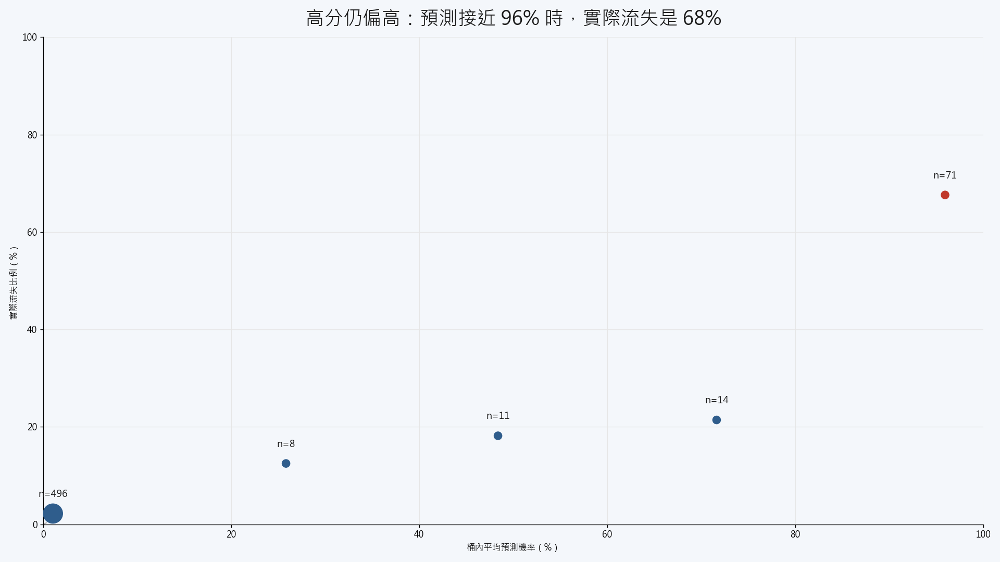 高分仍偏高：預測接近 96% 時，實際流失是 68%
100
80
60
40
20
0
實際流失比例（%）
n=71
n=14
n=11
n=8
n=496
0
20
40
60
80
100
桶內平均預測機率（%）